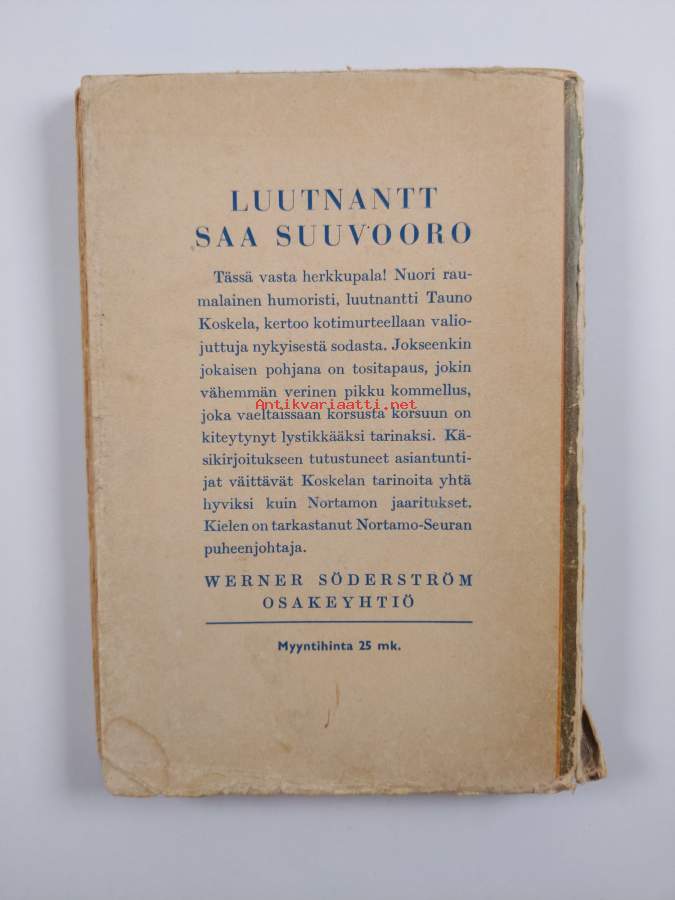 LUUTNANTT
SAA SUUVOORO
Tässä vasta herkkupala! Nuori rau-
malainen humoristi, luutnantti Tauno
Koskela, kertoo kotimurteellaan valio-
juttuja nykyisestä sodasta. Jokseenkin
jokaisen pohjana on tositapaus, jokin
vähemmän verinen pikku kommellus,
Antikvariaatti.net
joka vaeltaissaan korsusta korsuun on
kiteytynyt lystikkääksi tarinaksi. Kä-
sikirjoitukseen tutustuneet asiantunti-
jat väittävät Koskelan tarinoita yhtä
hyviksi kuin Nortamon jaaritukset.
Kielen on tarkastanut Nortamo-Seuran
puheenjohtaja.
WERNER SÖDERSTRÖM
OSAKEYHTIÖ
Myyntihinta 25 mk.